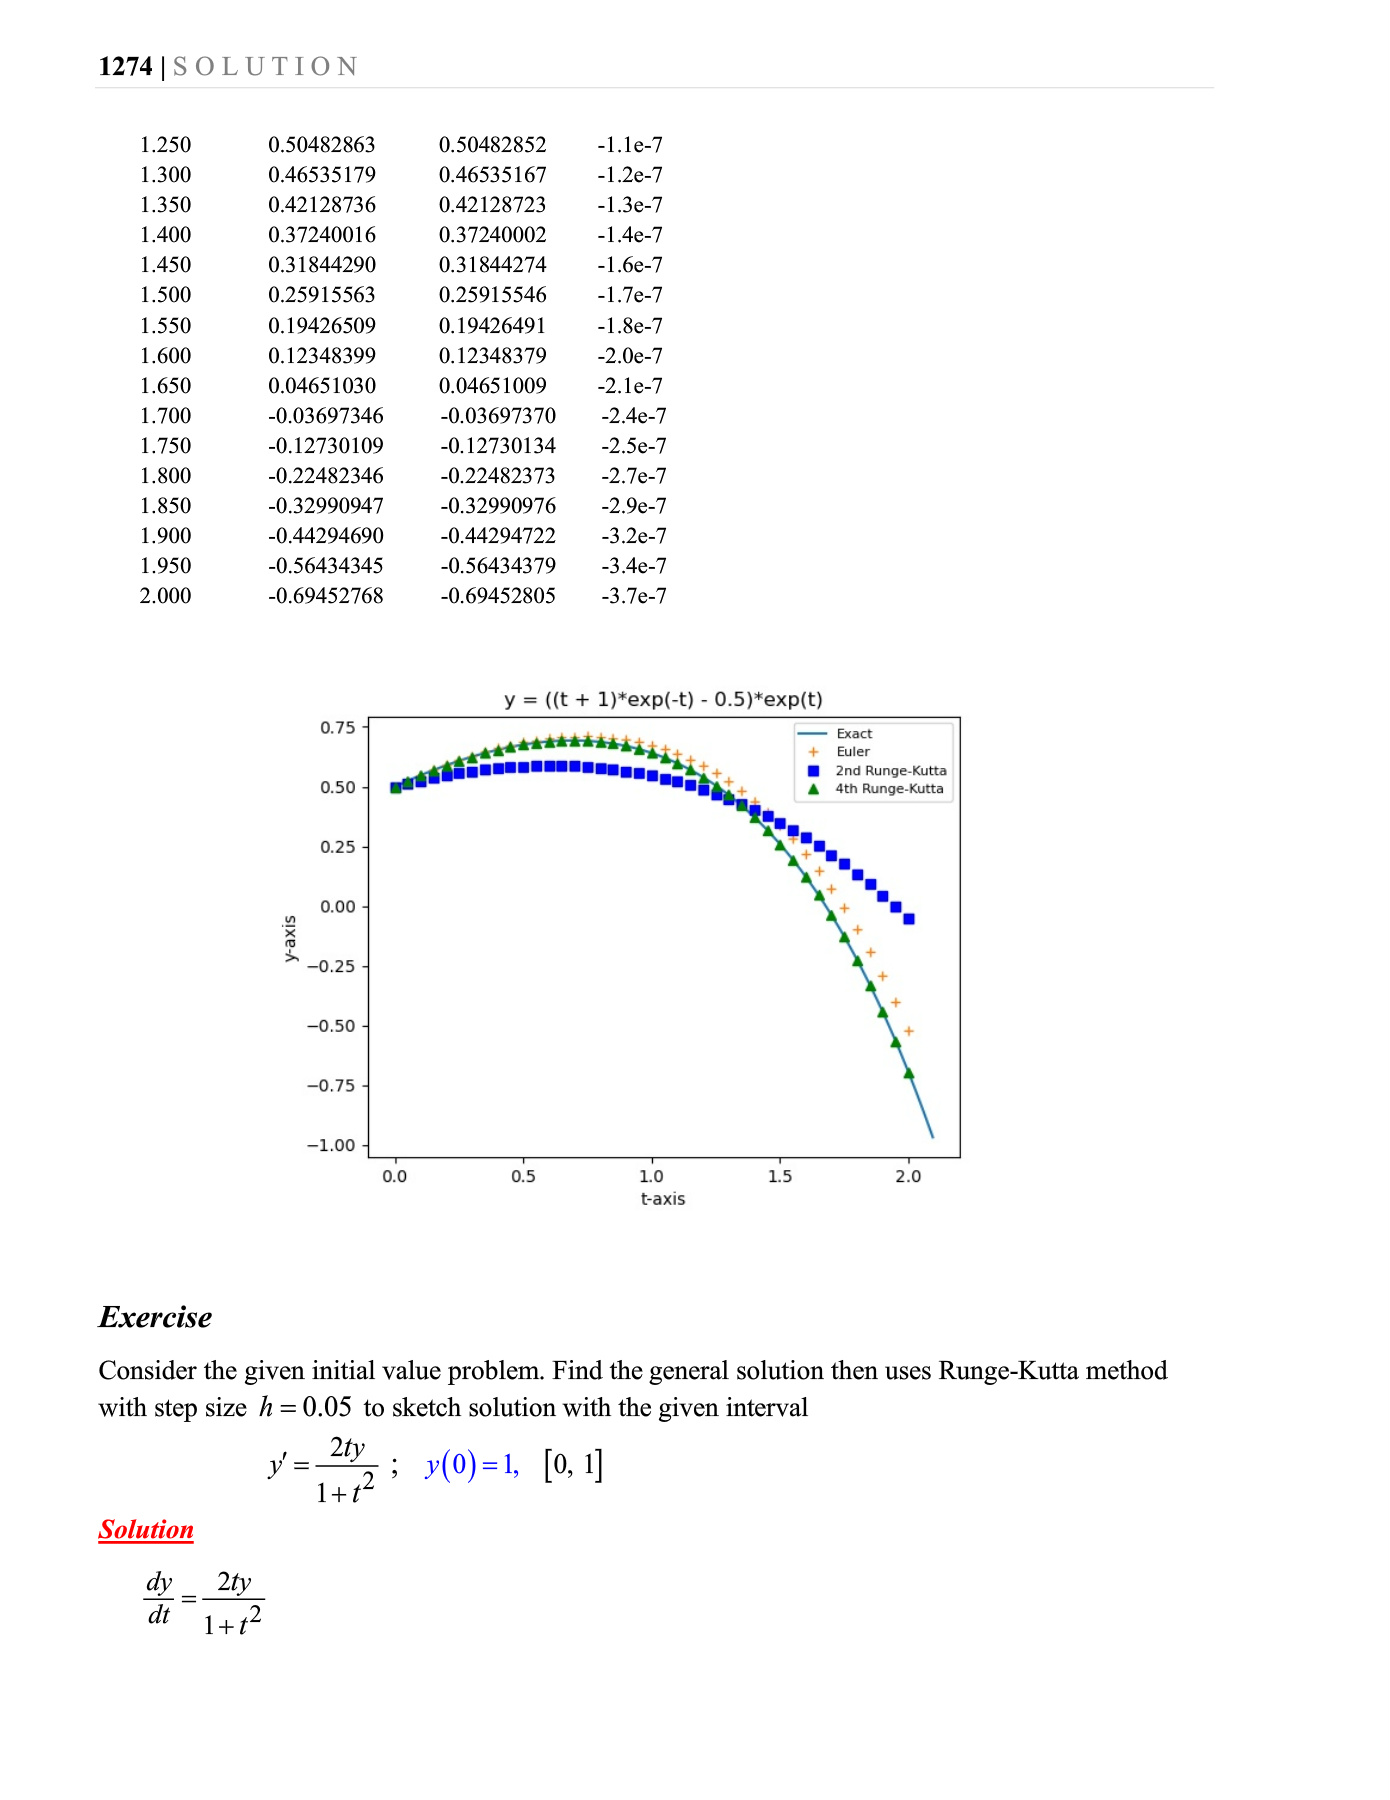 1274 | S O L U T I O N
1.250 0.50482863 0.50482852 -1.1e-7
1.300 0.46535179 0.46535167 -1.2e-7
1.350 0.42128736 0.42128723 -1.3e-7
1.400 0.37240016 0.37240002 -1.4e-7
1.450 0.31844290 0.31844274 -1.6e-7
1.500 0.25915563 0.25915546 -1.7e-7
1.550 0.19426509 0.19426491 -1.8e-7
1.600 0.12348399 0.12348379 -2.0e-7
1.650 0.04651030 0.04651009 -2.1e-7
1.700 -0.03697346 -0.03697370 -2.4e-7
1.750 -0.12730109 -0.12730134 -2.5e-7
1.800 -0.22482346 -0.22482373 -2.7e-7
1.850 -0.32990947 -0.32990976 -2.9e-7
1.900 -0.44294690 -0.44294722 -3.2e-7
1.950 -0.56434345 -0.56434379 -3.4e-7
2.000 -0.69452768 -0.69452805 -3.7e-7
y = ((t + 1)*exp(-t) - 0.5)*exp(t)
Exact
Euler
2nd Runge-Kutta
4th Runge-Kutta
0.75
0.50
0.25
0.00
−0.25
−0.50
−0.75
−1.00
y-axis
0.0 0.5 1.0 1.5 2.0
t-axis
Exercise
Consider the given initial value problem. Find the general solution then uses Runge-Kutta method
with step size h = 0.05 to sketch solution with the given interval
y′ = 2ty / 1+t² ; y(0)=1, [0, 1]
Solution
dy/dt = 2ty / 1+t²